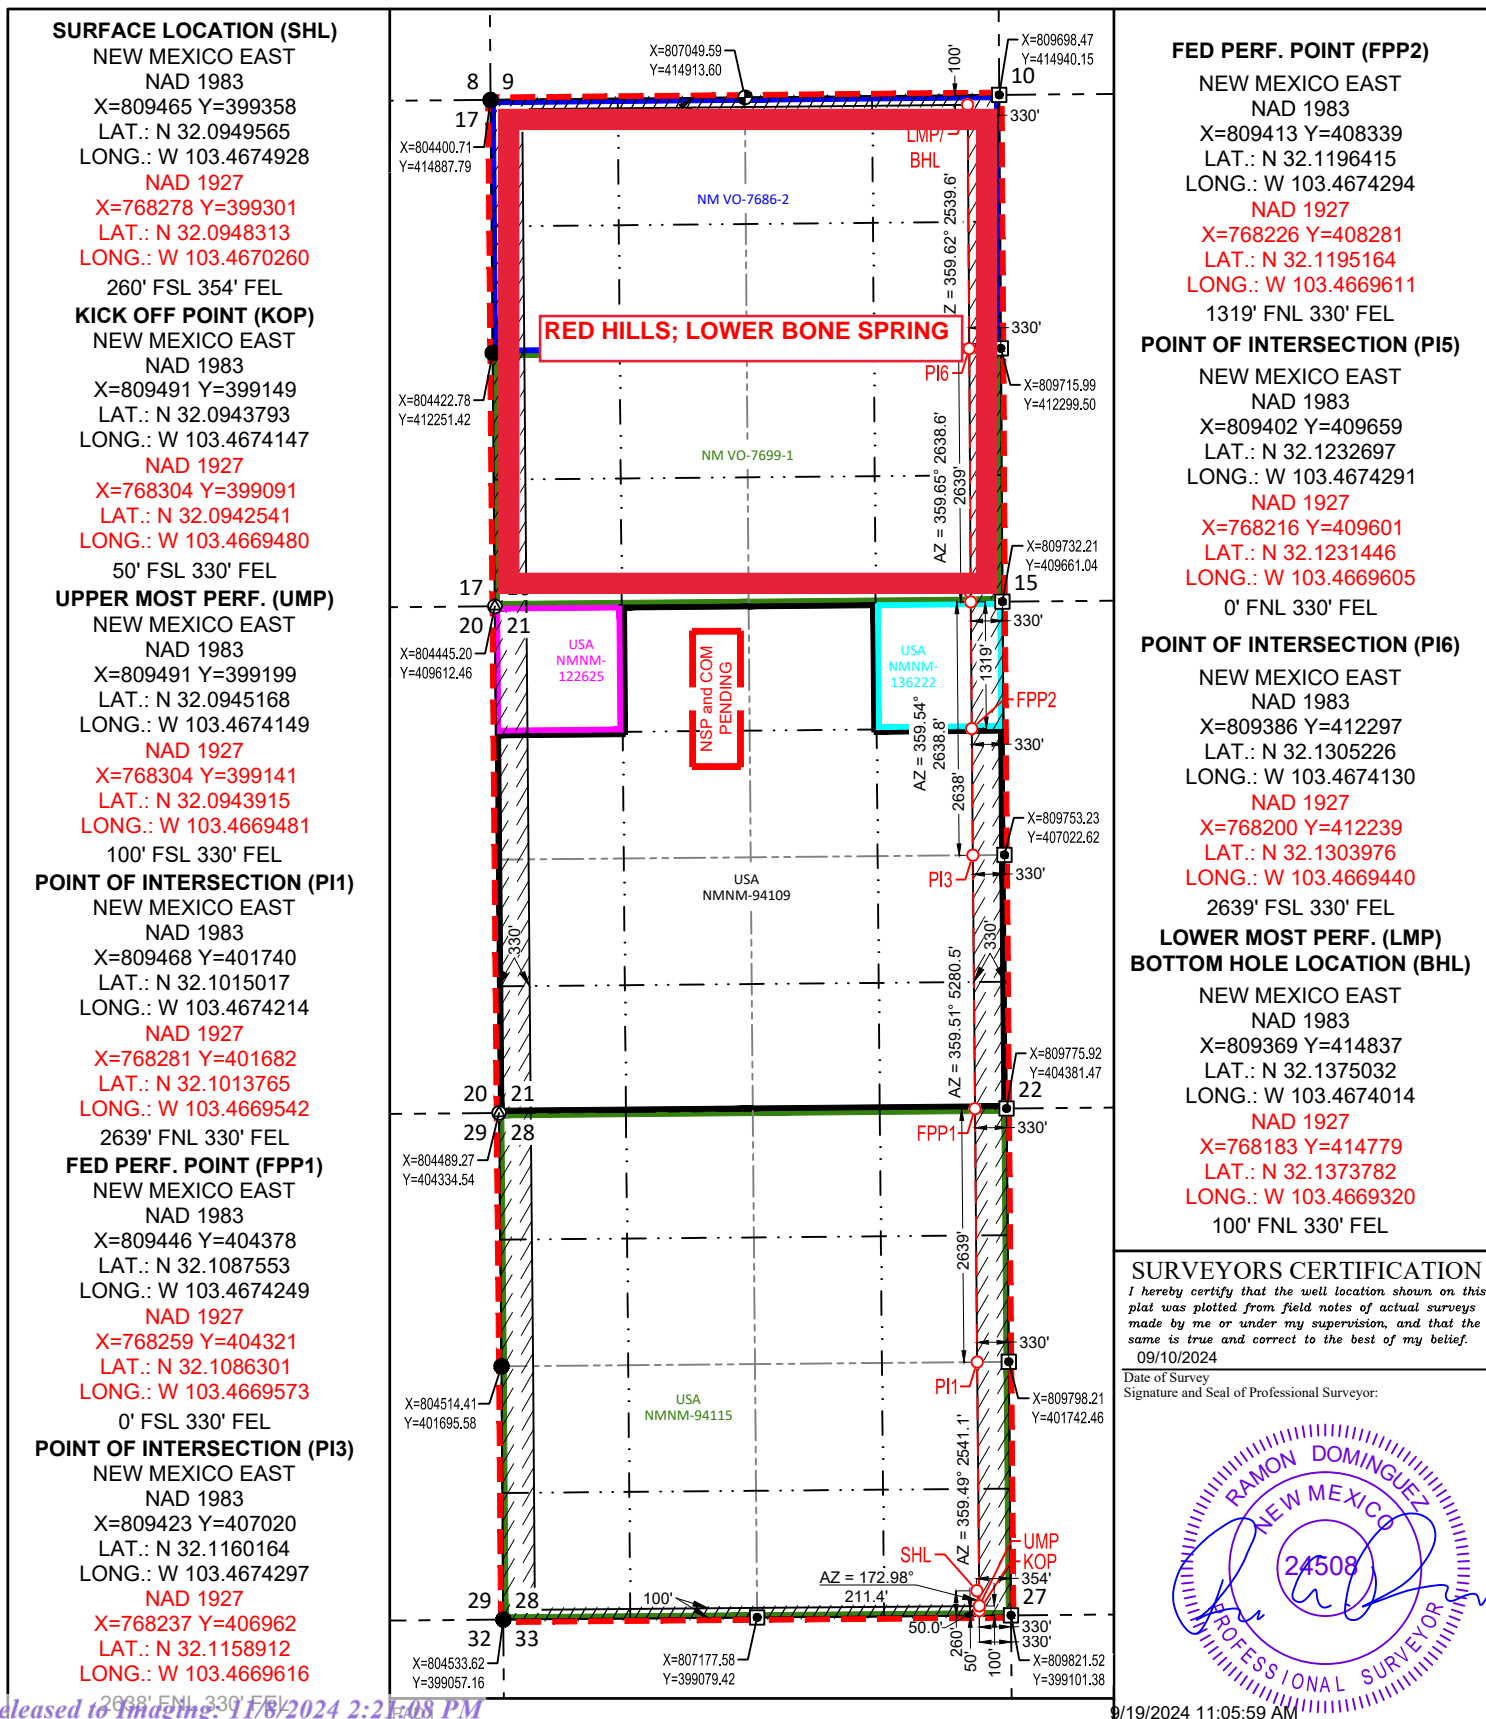 SURFACE LOCATION (SHL)
NEW MEXICO EAST
NAD 1983
X=809465 Y=399358
LAT.: N 32.0949565
LONG.: W 103.4674928
NAD 1927
X=768278 Y=399301
LAT.: N 32.0948313
LONG.: W 103.4670260
260' FSL 354' FEL
KICK OFF POINT (KOP)
NEW MEXICO EAST
NAD 1983
X=809491 Y=399149
LAT.: N 32.0943793
LONG.: W 103.4674147
NAD 1927
X=768304 Y=399091
LAT.: N 32.0942541
LONG.: W 103.4669480
50' FSL 330' FEL
UPPER MOST PERF. (UMP)
NEW MEXICO EAST
NAD 1983
X=809491 Y=399199
LAT.: N 32.0945168
LONG.: W 103.4674149
NAD 1927
X=768304 Y=399141
LAT.: N 32.0943915
LONG.: W 103.4669481
100' FSL 330' FEL
POINT OF INTERSECTION (PI1)
NEW MEXICO EAST
NAD 1983
X=809468 Y=401740
LAT.: N 32.1015017
LONG.: W 103.4674214
NAD 1927
X=768281 Y=401682
LAT.: N 32.1013765
LONG.: W 103.4669542
2639' FNL 330' FEL
FED PERF. POINT (FPP1)
NEW MEXICO EAST
NAD 1983
X=809446 Y=404378
LAT.: N 32.1087553
LONG.: W 103.4674249
NAD 1927
X=768259 Y=404321
LAT.: N 32.1086301
LONG.: W 103.4669573
0' FSL 330' FEL
POINT OF INTERSECTION (PI3)
NEW MEXICO EAST
NAD 1983
X=809423 Y=407020
LAT.: N 32.1160164
LONG.: W 103.4674297
NAD 1927
X=768237 Y=406962
LAT.: N 32.1158912
LONG.: W 103.4669616
2638' FNL 330' FEL
eleased to Imaging: 11/8/2024 2:21:08 PM
X=807049.59
Y=414913.60
X=809698.47
Y=414940.15
100'
8 9
10
17
330'
X=804400.71
Y=414887.79
LMP/
BHL
NM VO-7686-2
Z = 359.62° 2539.6'
RED HILLS; LOWER BONE SPRING
330'
PI6
X=804422.78
Y=412251.42
X=809715.99
Y=412299.50
NM VO-7699-1
AZ = 359.65° 2638.6'
2639'
X=809732.21
Y=409661.04
17
15
20 21
330'
X=804445.20
Y=409612.46
USA
NMNM-
122625
NSP and COM
PENDING
USA
NMNM-
136222
1319'
FPP2
AZ = 359.54°
2638.8'
330'
2638'
X=809753.23
Y=407022.62
PI3
330'
USA
NMNM-94109
330'
330'
AZ = 359.51° 5280.5'
X=809775.92
Y=404381.47
20 21
22
29 28
FPP1
330'
X=804489.27
Y=404334.54
2639'
330'
PI1
X=804514.41
Y=401695.58
USA
NMNM-94115
X=809798.21
Y=401742.46
AZ = 359.49° 2541.1'
SHL
UMP
KOP
AZ = 172.98°
211.4'
354'
29 28
100'
27
32 33
50.0'
260'
50'
100'
330'
330'
X=804533.62
Y=399057.16
X=807177.58
Y=399079.42
X=809821.52
Y=399101.38
FED PERF. POINT (FPP2)
NEW MEXICO EAST
NAD 1983
X=809413 Y=408339
LAT.: N 32.1196415
LONG.: W 103.4674294
NAD 1927
X=768226 Y=408281
LAT.: N 32.1195164
LONG.: W 103.4669611
1319' FNL 330' FEL
POINT OF INTERSECTION (PI5)
NEW MEXICO EAST
NAD 1983
X=809402 Y=409659
LAT.: N 32.1232697
LONG.: W 103.4674291
NAD 1927
X=768216 Y=409601
LAT.: N 32.1231446
LONG.: W 103.4669605
0' FNL 330' FEL
POINT OF INTERSECTION (PI6)
NEW MEXICO EAST
NAD 1983
X=809386 Y=412297
LAT.: N 32.1305226
LONG.: W 103.4674130
NAD 1927
X=768200 Y=412239
LAT.: N 32.1303976
LONG.: W 103.4669440
2639' FSL 330' FEL
LOWER MOST PERF. (LMP)
BOTTOM HOLE LOCATION (BHL)
NEW MEXICO EAST
NAD 1983
X=809369 Y=414837
LAT.: N 32.1375032
LONG.: W 103.4674014
NAD 1927
X=768183 Y=414779
LAT.: N 32.1373782
LONG.: W 103.4669320
100' FNL 330' FEL
SURVEYORS CERTIFICATION
I hereby certify that the well location shown on this
plat was plotted from field notes of actual surveys
made by me or under my supervision, and that the
same is true and correct to the best of my belief.
09/10/2024
Date of Survey
Signature and Seal of Professional Surveyor:
RAMON DOMINGUEZ
NEW MEXICO
24508
PROFESSIONAL SURVEYOR
9/19/2024 11:05:59 AM